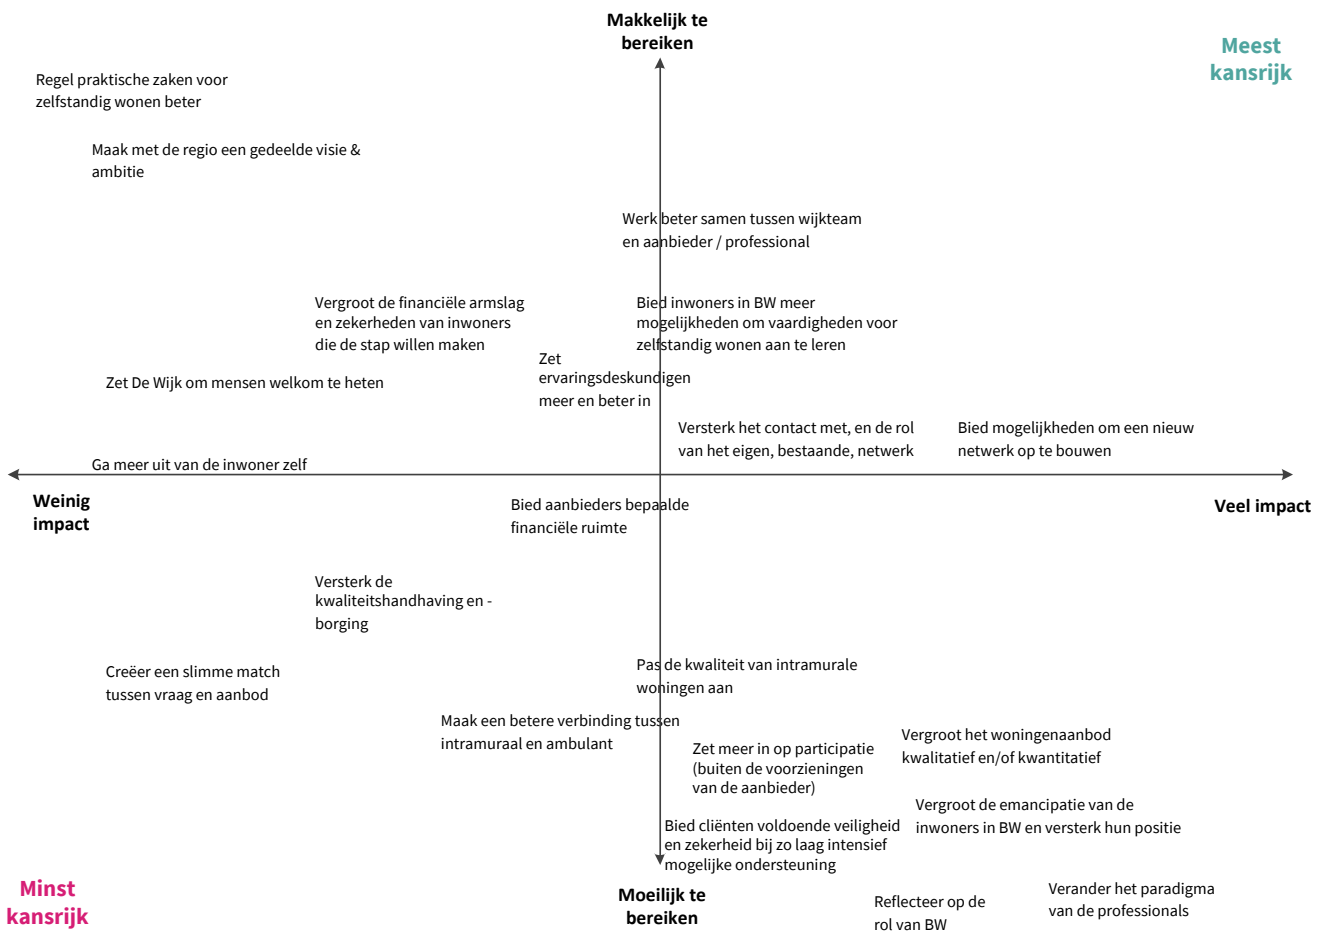 Makkelijk te
bereiken
Meest
kansrijk
Regel praktische zaken voor
zelfstandig wonen beter
Maak met de regio een gedeelde visie &
ambitie
Werk beter samen tussen wijkteam
en aanbieder / professional
Vergroot de financiële armslag
en zekerheden van inwoners
die de stap willen maken
Bied inwoners in BW meer
mogelijkheden om vaardigheden voor
zelfstandig wonen aan te leren
Zet
ervaringsdeskundigen
meer en beter in
Zet De Wijk om mensen welkom te heten
Versterk het contact met, en de rol
van het eigen, bestaande, netwerk
Bied mogelijkheden om een nieuw
netwerk op te bouwen
Ga meer uit van de inwoner zelf
Weinig
impact
Veel impact
Bied aanbieders bepaalde
financiële ruimte
Versterk de
kwaliteitshandhaving en -
borging
Creëer een slimme match
tussen vraag en aanbod
Pas de kwaliteit van intramurale
woningen aan
Maak een betere verbinding tussen
intramuraal en ambulant
Zet meer in op participatie
(buiten de voorzieningen
van de aanbieder)
Vergroot het woningenaanbod
kwalitatief en/of kwantitatief
Vergroot de emancipatie van de
inwoners in BW en versterk hun positie
Bied cliënten voldoende veiligheid
en zekerheid bij zo laag intensief
mogelijke ondersteuning
Minst
kansrijk
Moeilijk te
bereiken
Reflecteer op de
rol van BW
Verander het paradigma
van de professionals